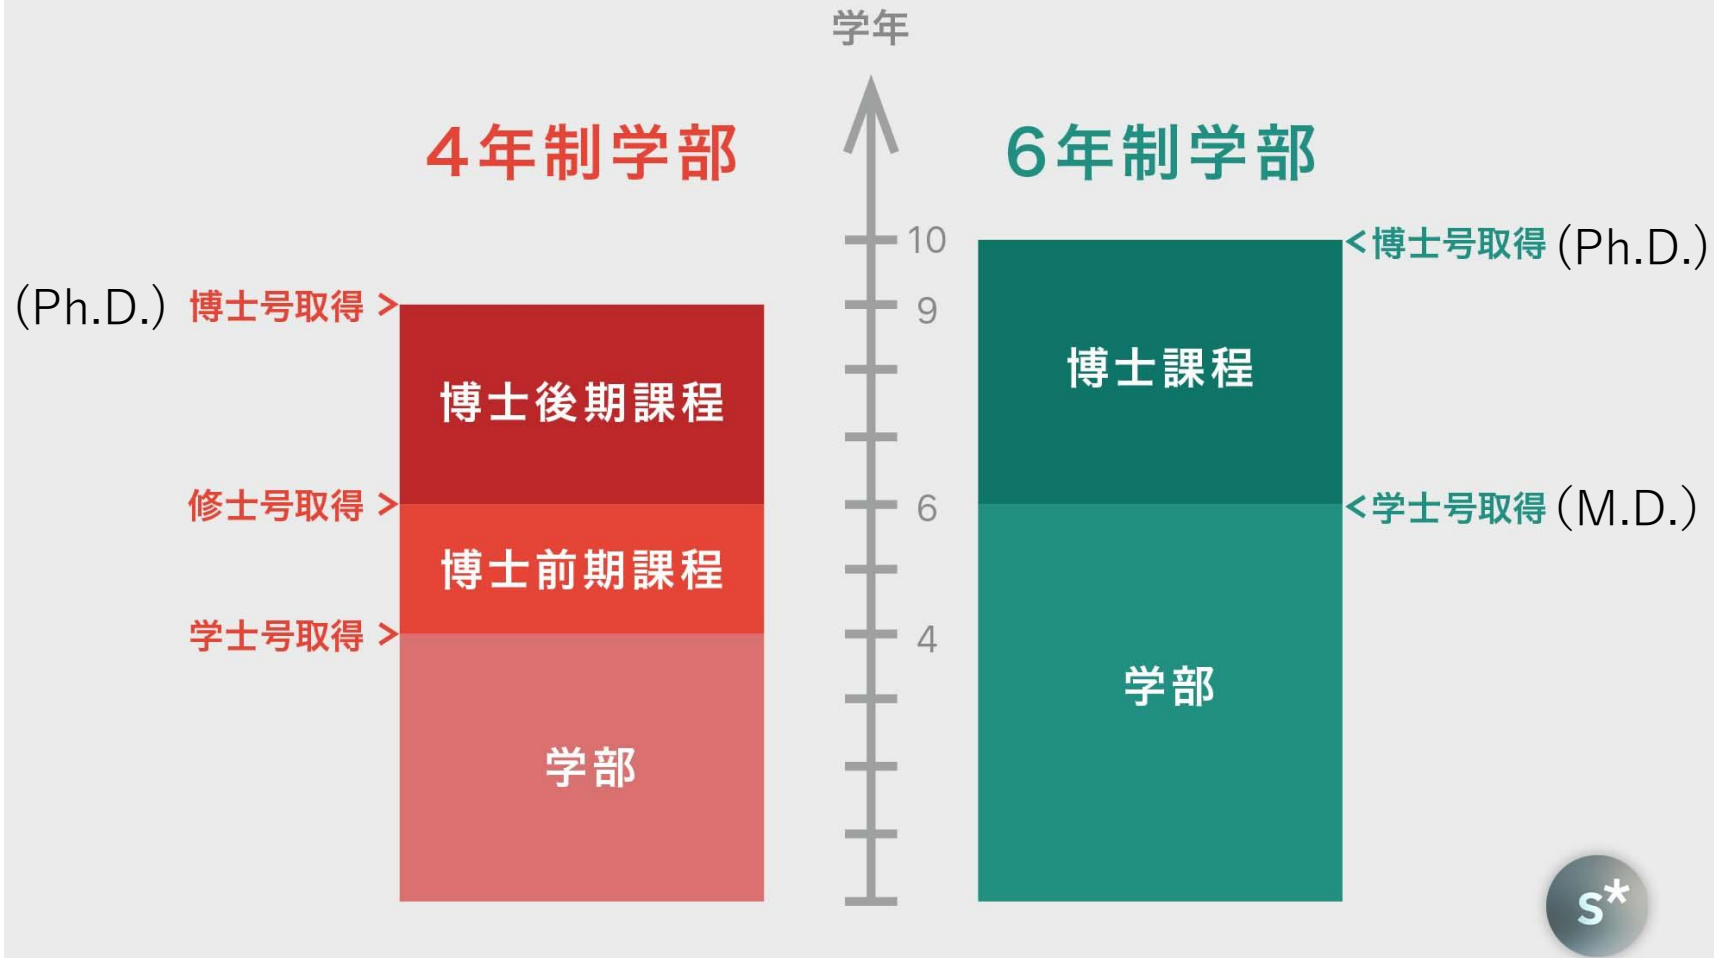 学年
4年制学部
6年制学部
10
<博士号取得 (Ph.D.)
(Ph.D.) 博士号取得 >
9
博士課程
博士後期課程
修士号取得 >
6
<学士号取得 (M.D.)
博士前期課程
学士号取得 >
4
学部
学部
s*